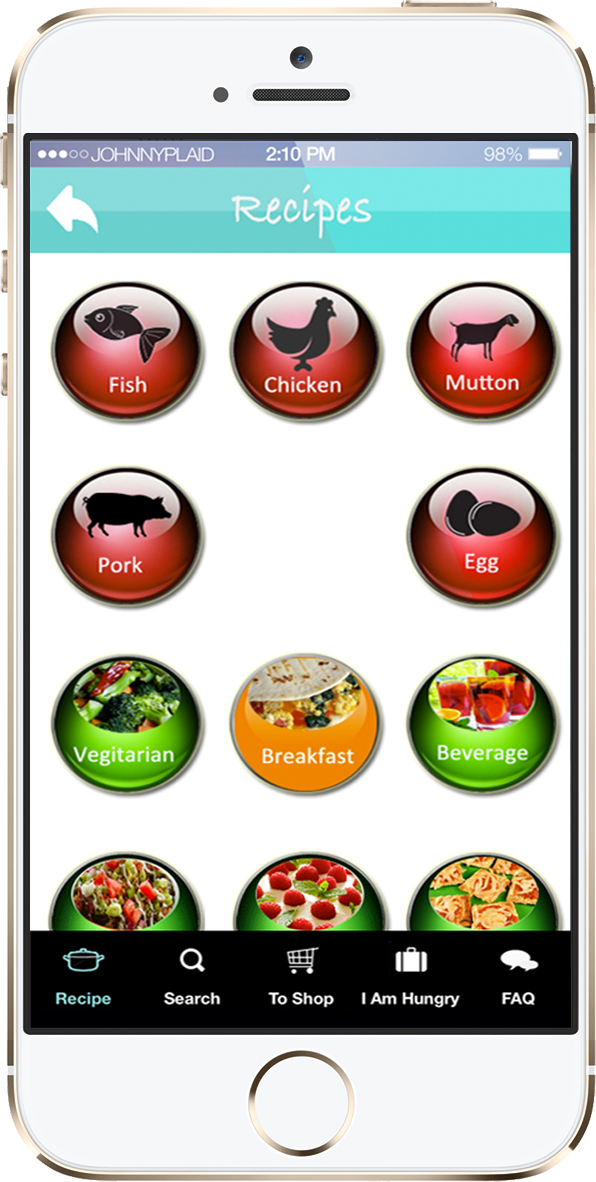 JOHNNYPLAID 2:10 PM 98%
Recipes
Fish Chicken Mutton
Pork Egg
Vegitarian Breakfast Beverage
Recipe Search To Shop I Am Hungry FAQ